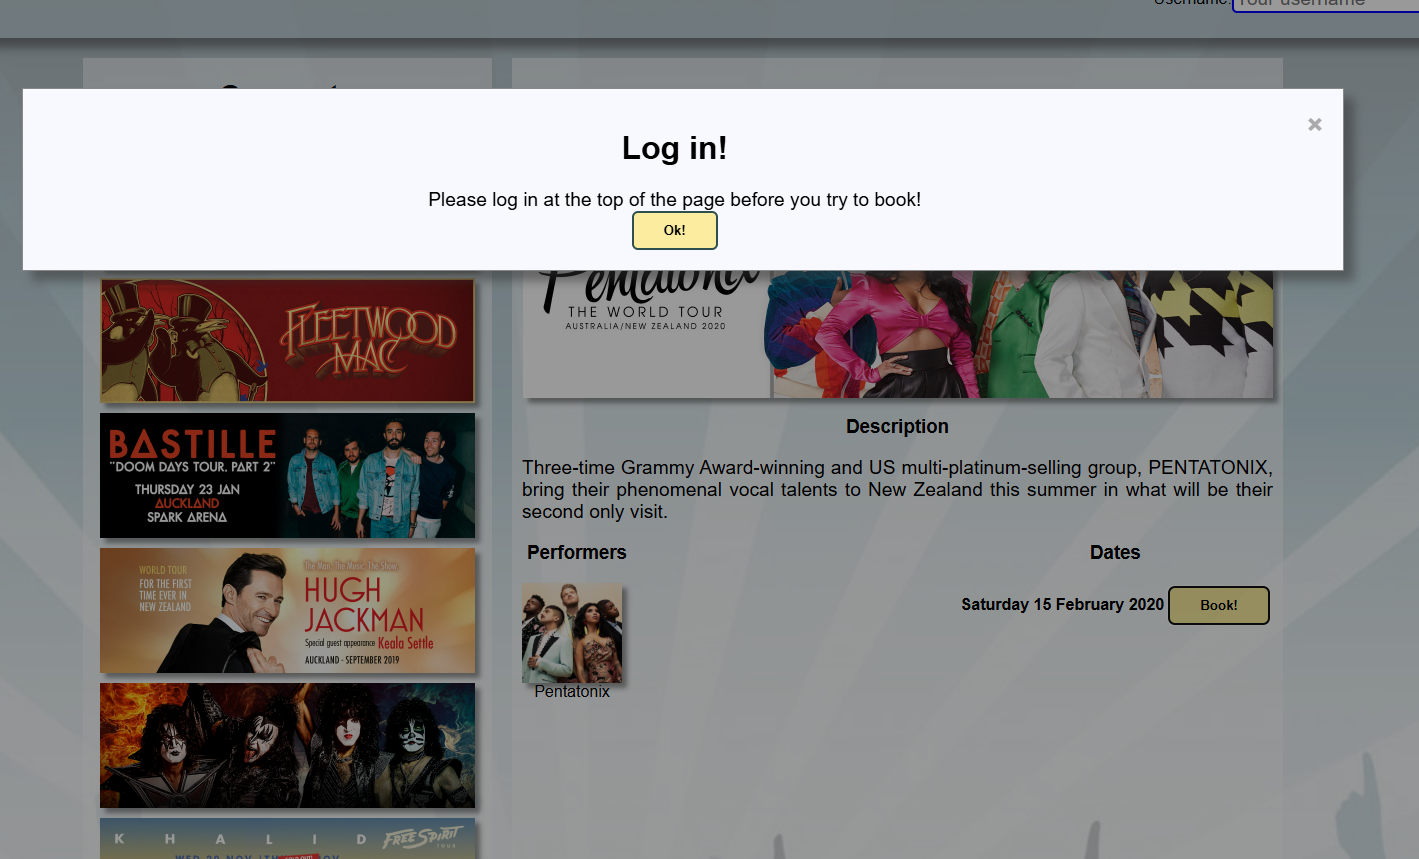 Username:
Your username
×
Log in!
Please log in at the top of the page before you try to book!
Ok!
Pentatonix
THE WORLD TOUR
AUSTRALIA/NEW ZEALAND 2020
FLEETWOOD
MAC
BASTILLE
"DOOM DAYS TOUR, PART 2"
THURSDAY 23 JAN
AUCKLAND
SPARK ARENA
WORLD TOUR
FOR THE FIRST
TIME EVER IN
NEW ZEALAND
The Man. The Music. The Show.
HUGH
JACKMAN
Special guest appearance Keala Settle
AUCKLAND - SEPTEMBER 2019
KHALID
FREE SPIRIT
TOUR
Description
Three-time Grammy Award-winning and US multi-platinum-selling group, PENTATONIX,
bring their phenomenal vocal talents to New Zealand this summer in what will be their
second only visit.
Performers
Pentatonix
Dates
Saturday 15 February 2020
Book!